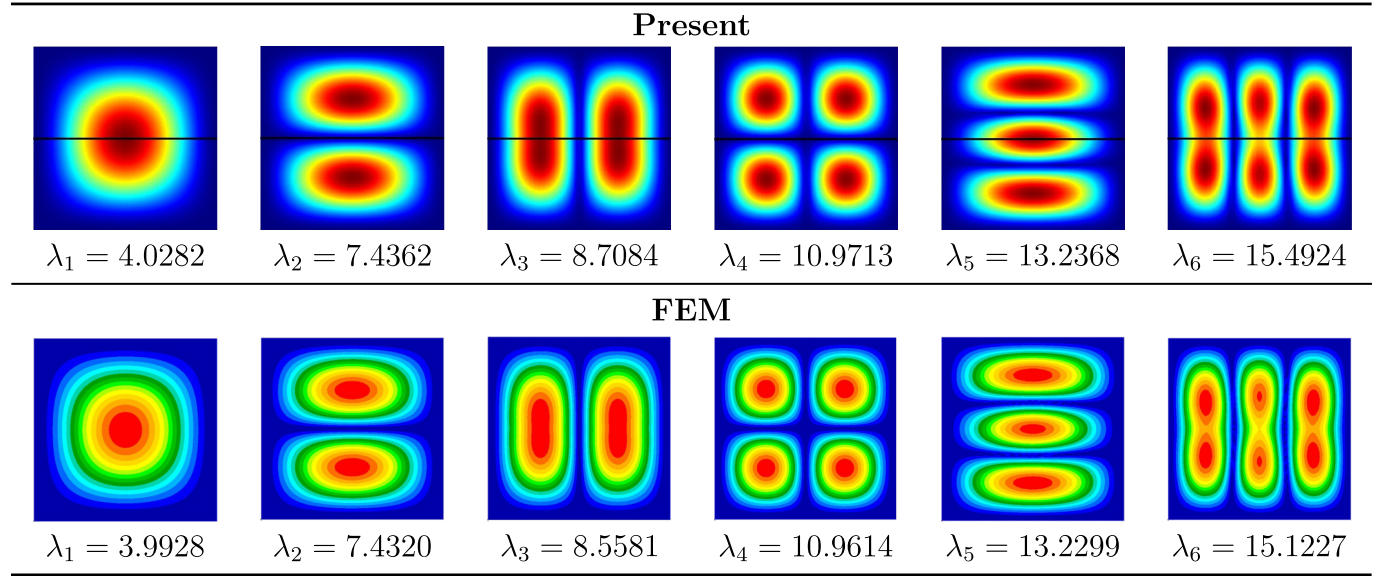 Present
λ₁ = 4.0282 λ₂ = 7.4362 λ₃ = 8.7084 λ₄ = 10.9713 λ₅ = 13.2368 λ₆ = 15.4924
FEM
λ₁ = 3.9928 λ₂ = 7.4320 λ₃ = 8.5581 λ₄ = 10.9614 λ₅ = 13.2299 λ₆ = 15.1227